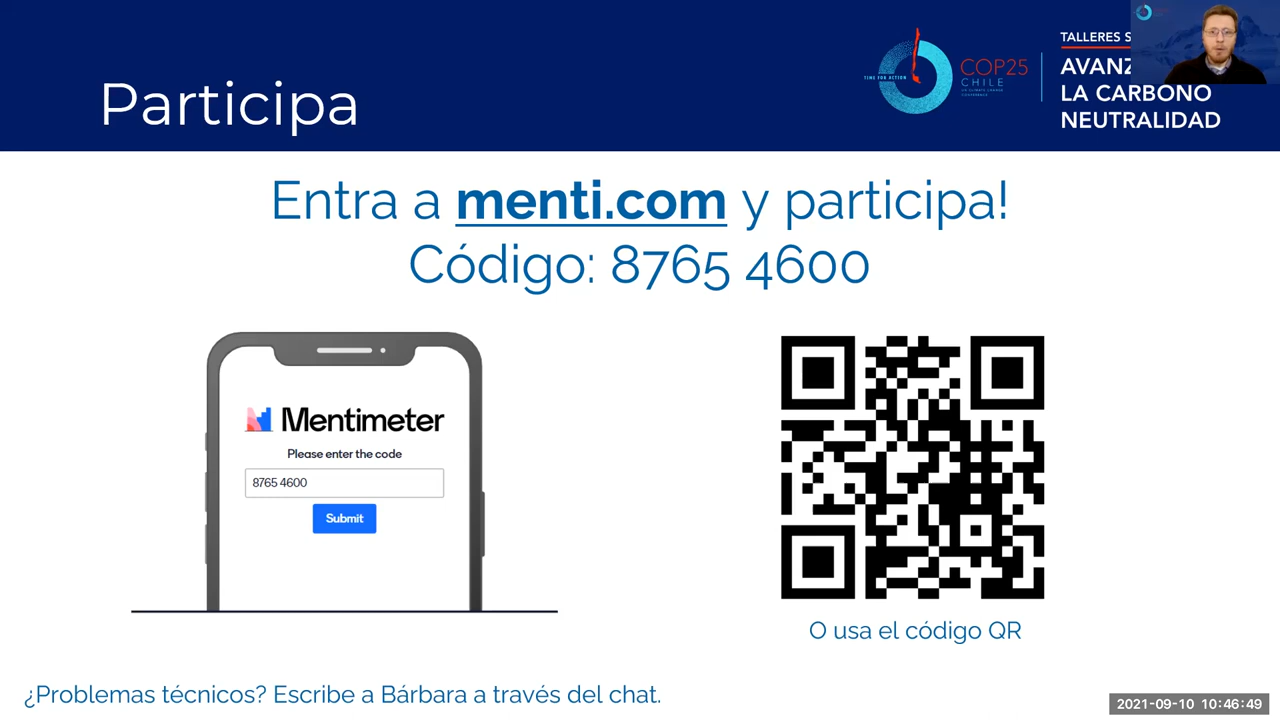 Participa
TIME FOR ACTION
COP25
CHILE
UN CLIMATE CHANGE CONFERENCE
TALLERES S
AVANZ
LA CARBONO
NEUTRALIDAD
Entra a menti.com y participa!
Código: 8765 4600
Mentimeter
Please enter the code
8765 4600
Submit
O usa el código QR
¿Problemas técnicos? Escribe a Bárbara a través del chat.
2021-09-10 10:46:49